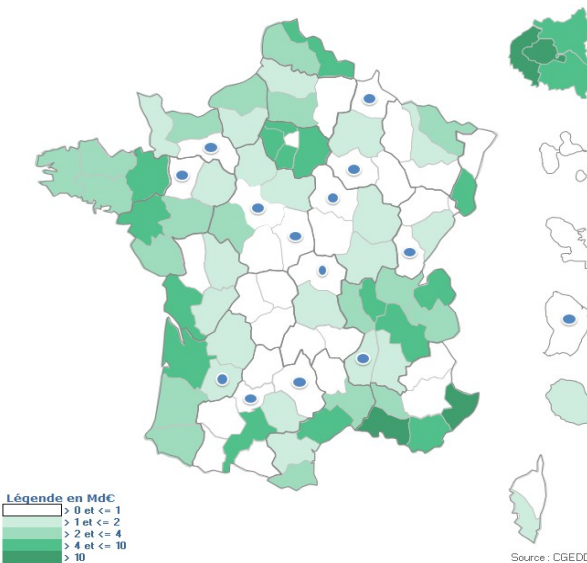 Légende en Md€
> 0 et <= 1
> 1 et <= 2
> 2 et <= 4
> 4 et <= 10
> 10
Source : CGEDD